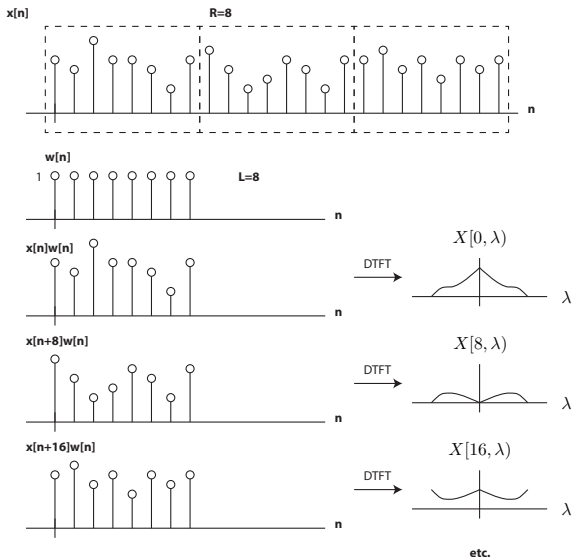 x[n] R=8
n
w[n]
1 L=8
n
x[n]w[n]
DTFT
X[0, λ)
λ
n
x[n+8]w[n]
DTFT
X[8, λ)
λ
n
x[n+16]w[n]
DTFT
X[16, λ)
λ
n
etc.